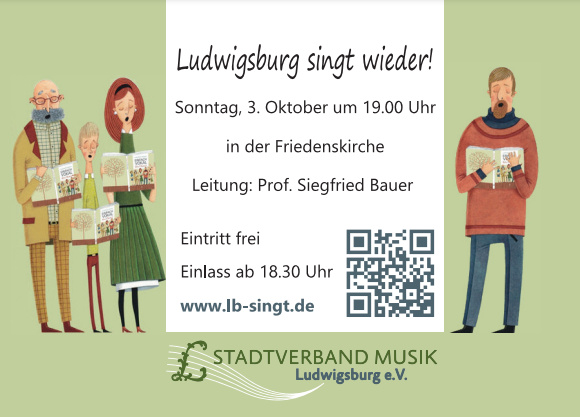 Ludwigsburg singt wieder!
Sonntag, 3. Oktober um 19.00 Uhr
in der Friedenskirche
Leitung: Prof. Siegfried Bauer
Eintritt frei
Einlass ab 18.30 Uhr
www.lb-singt.de
STADTVERBAND MUSIK
Ludwigsburg e.V.